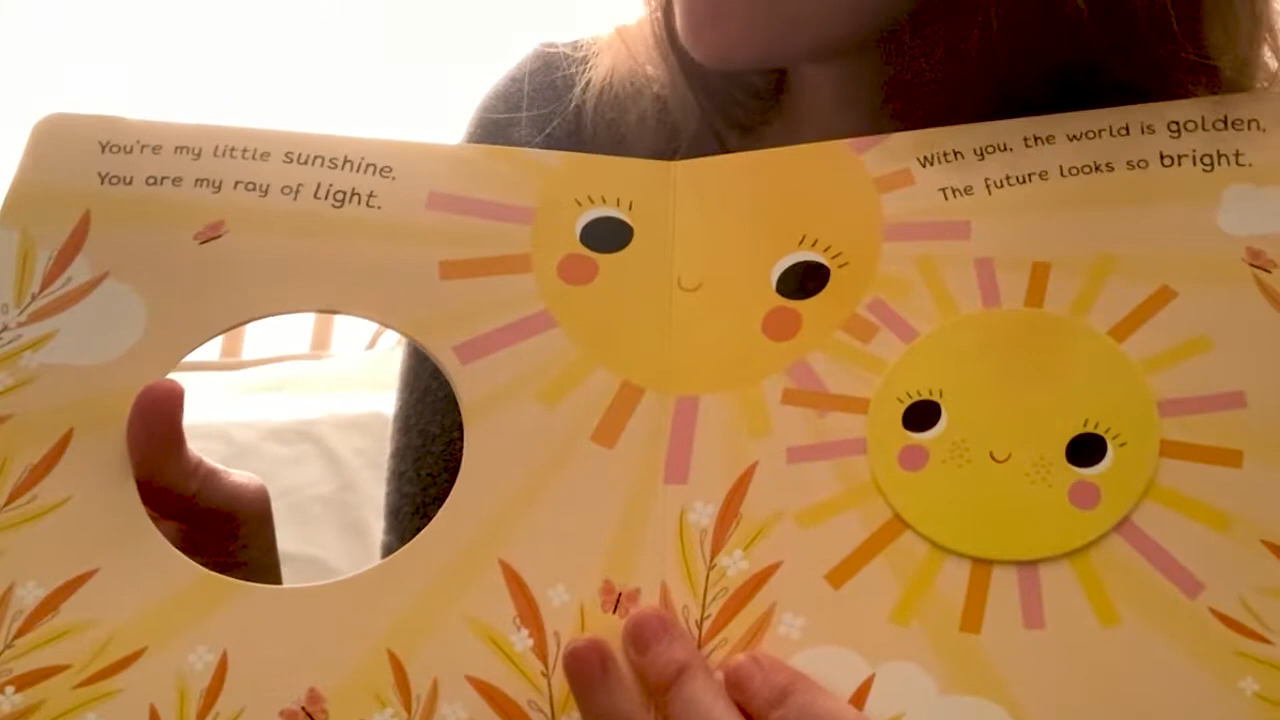 You're my little sunshine,
You are my ray of light.
With you, the world is golden,
The future looks so bright.